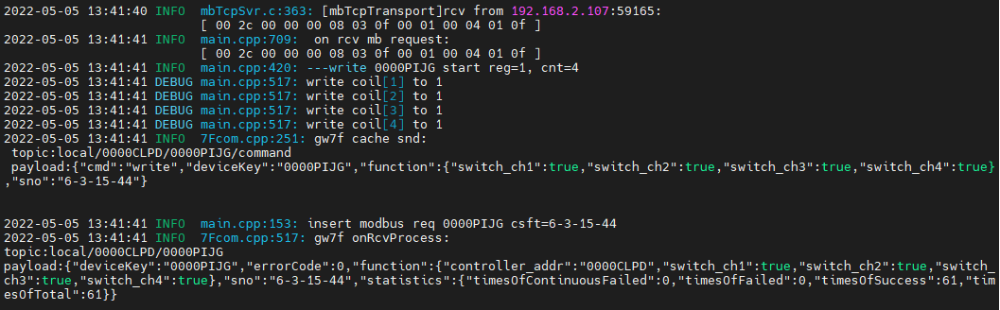 2022-05-05 13:41:40 INFO  mbTcpSvr.c:363: [mbTcpTransport]rcv from 192.168.2.107:59165:
[ 00 2c 00 00 00 08 03 0f 00 01 00 04 01 0f ]
2022-05-05 13:41:41 INFO  main.cpp:709:  on rcv mb request:
[ 00 2c 00 00 00 08 03 0f 00 01 00 04 01 0f ]
2022-05-05 13:41:41 INFO  main.cpp:420: ---write 0000PIJG start reg=1, cnt=4
2022-05-05 13:41:41 DEBUG main.cpp:517: write coil[1] to 1
2022-05-05 13:41:41 DEBUG main.cpp:517: write coil[2] to 1
2022-05-05 13:41:41 DEBUG main.cpp:517: write coil[3] to 1
2022-05-05 13:41:41 DEBUG main.cpp:517: write coil[4] to 1
2022-05-05 13:41:41 INFO  7Fcom.cpp:251: gw7f cache snd:
topic:local/0000CLPD/0000PIJG/command
payload:{"cmd":"write","deviceKey":"0000PIJG","function":{"switch_ch1":true,"switch_ch2":true,"switch_ch3":true,"switch_ch4":true}
,"sno":"6-3-15-44"}
2022-05-05 13:41:41 INFO  main.cpp:153: insert modbus req 0000PIJG csft=6-3-15-44
2022-05-05 13:41:41 INFO  7Fcom.cpp:517: gw7f onRcvProcess:
topic:local/0000CLPD/0000PIJG
payload:{"deviceKey":"0000PIJG","errorCode":0,"function":{"controller_addr":"0000CLPD","switch_ch1":true,"switch_ch2":true,"switch_
ch3":true,"switch_ch4":true},"sno":"6-3-15-44","statistics":{"timesOfContinuousFailed":0,"timesOfFailed":0,"timesOfSuccess":61,"tim
esOfTotal":61}}